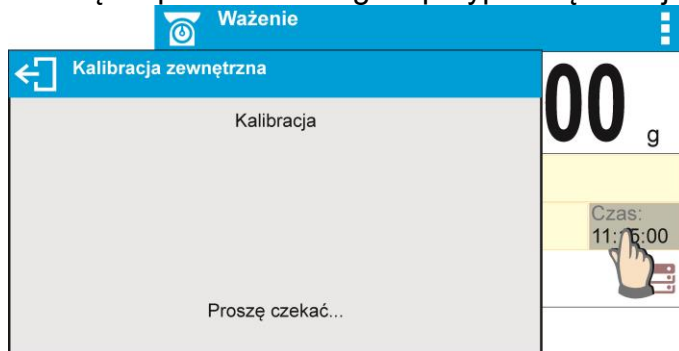 Ważenie
Kalibracja zewnętrzna
Kalibracja
00 g
Czas:
Proszę czekać...